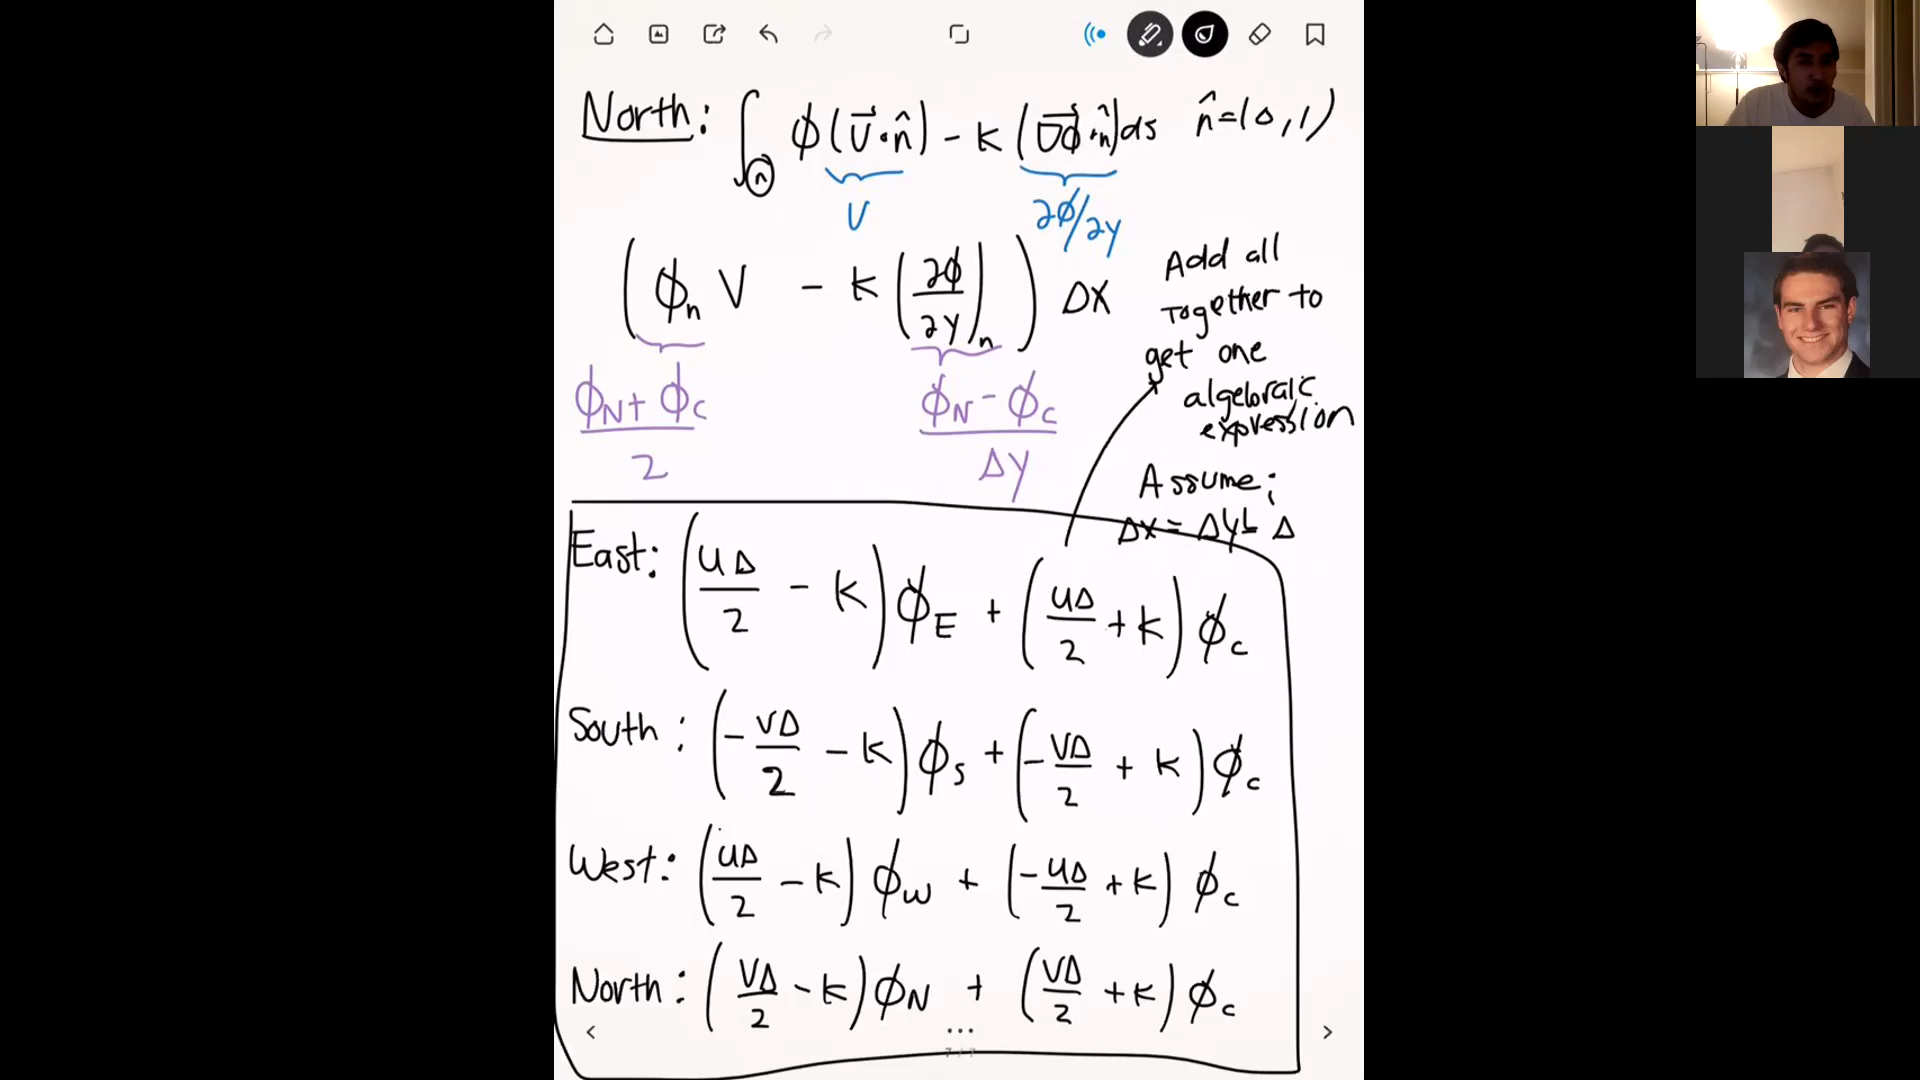 North: ∫ₙ ϕ(U⃗·n̂) - K(∇⃗ϕ·n̂)ds n̂=(0,1)
V ∂ϕ/∂y
(ϕₙ V - K(∂ϕ/∂y)ₙ) Δx
(ϕN + ϕc)/2 (ϕN - ϕc)/Δy
Add all
together to
get one
algebraic
expression
Assume;
Δx = Δy = Δ
East: (UΔ/2 - K)ϕE + (UΔ/2 + K)ϕc
South: (-VΔ/2 - K)ϕS + (-VΔ/2 + K)ϕc
West: (UΔ/2 - K)ϕW + (-UΔ/2 + K)ϕc
North: (VΔ/2 - K)ϕN + (VΔ/2 + K)ϕc
7 / 7